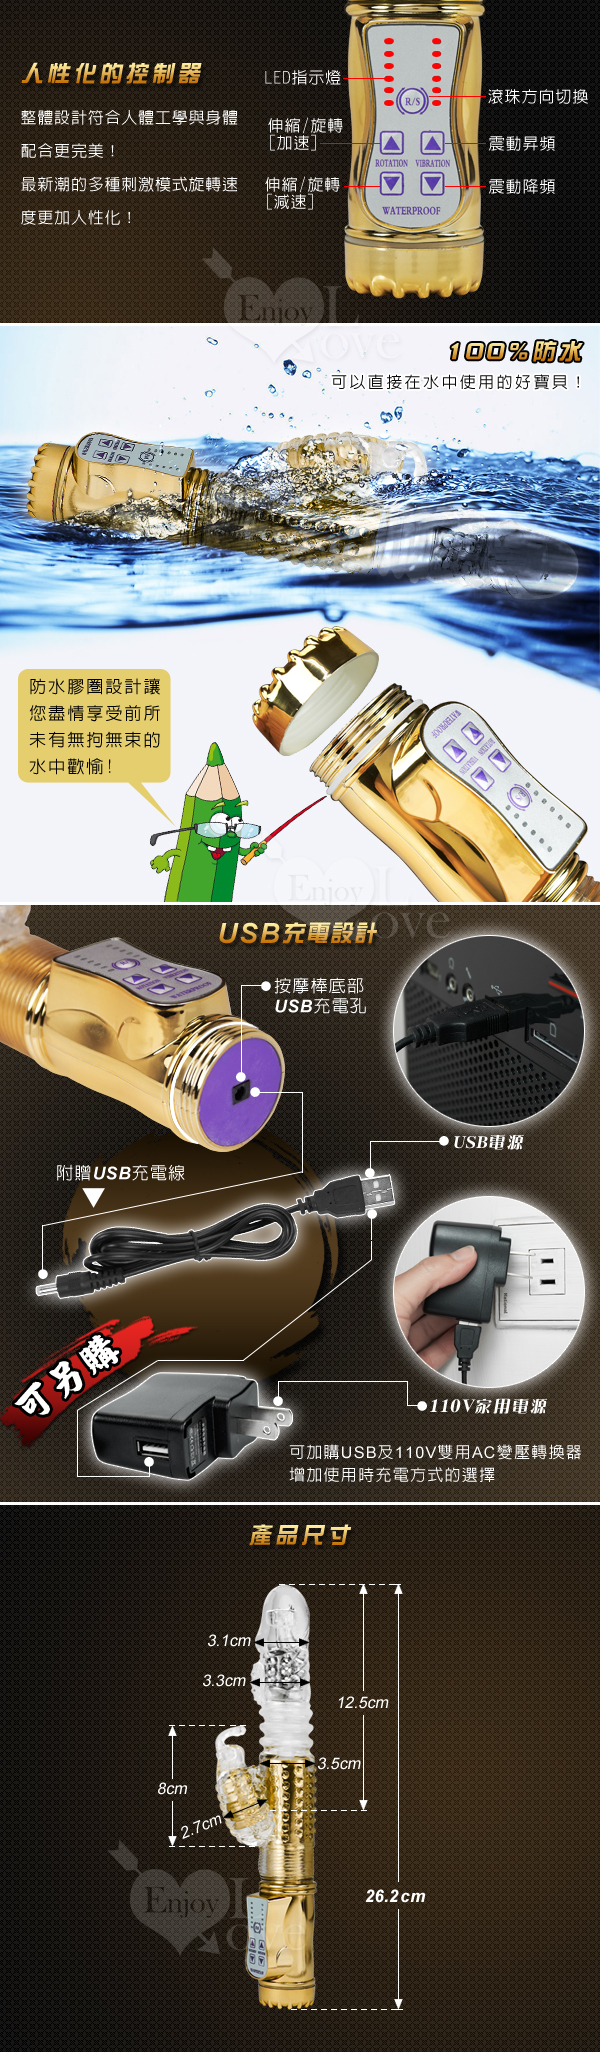 人性化的控制器
整體設計符合人體工學與身體
配合更完美！
最新潮的多種刺激模式旋轉速
度更加人性化！
LED指示燈
滾珠方向切換
R/S
伸縮/旋轉
[加速]
震動昇頻
ROTATION VIBRATION
伸縮/旋轉
[減速]
震動降頻
WATERPROOF
Enjoy Love
100%防水
可以直接在水中使用的好寶貝！
防水膠圈設計讓
您盡情享受前所
未有無拘無束的
水中歡愉！
Enjoy Love
USB充電設計
按摩棒底部
USB充電孔
USB電源
附贈USB充電線
可另購
110V家用電源
可加購USB及110V雙用AC變壓轉換器
增加使用時充電方式的選擇
產品尺寸
3.1cm
3.3cm
12.5cm
3.5cm
8cm
2.7cm
26.2cm
Enjoy Love